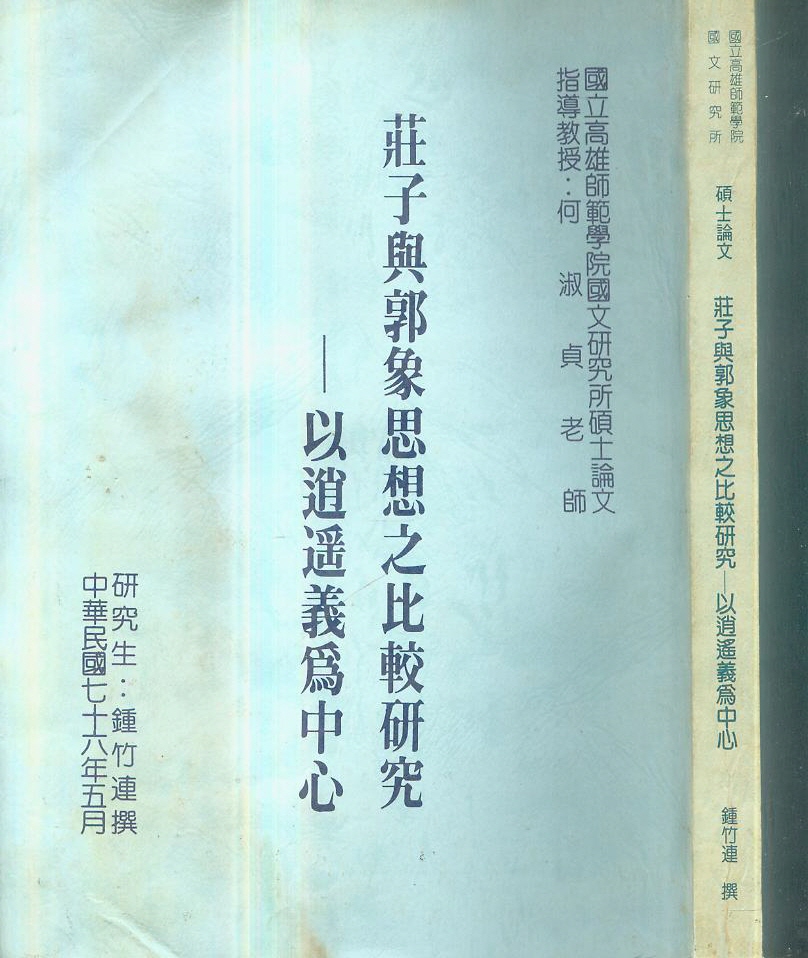 國立高雄師範學院國文研究所碩士論文
指導教授：何淑貞老師
莊子與郭象思想之比較研究
—以逍遥義爲中心
研究生：鍾竹連撰
中華民國七十六年五月
國立高雄師範學院
國文研究所
碩士論文
莊子與郭象思想之比較研究—以逍遙義爲中心
鍾竹連 撰